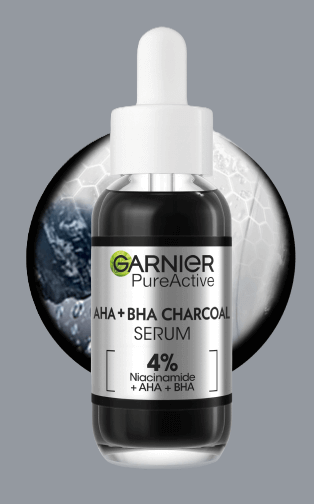 GARNIER
PureActive
AHA + BHA CHARCOAL
SERUM
4%
Niacinamide
+ AHA + BHA